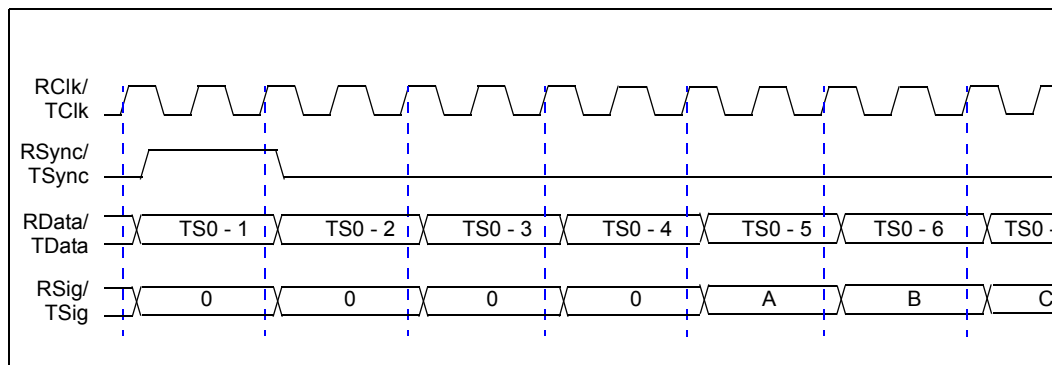 RClk/
TClk
RSync/
TSync
RData/
TData
TS0 - 1 TS0 - 2 TS0 - 3 TS0 - 4 TS0 - 5 TS0 - 6 TS0 -
RSig/
TSig
0 0 0 0 A B C